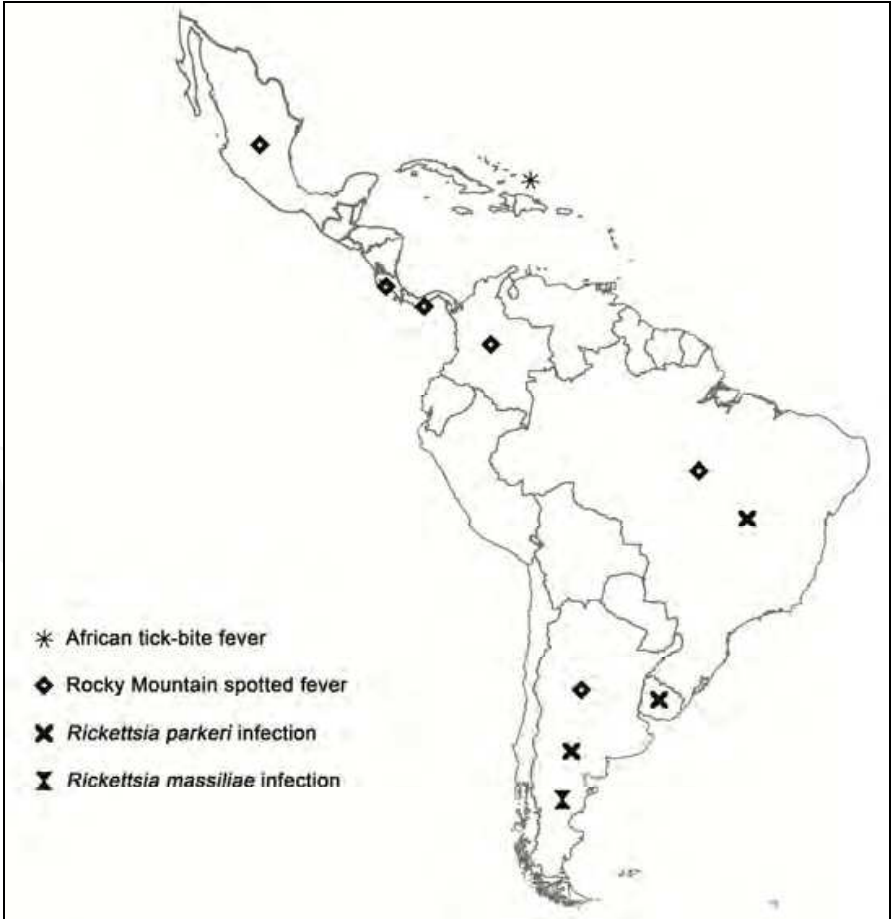 African tick-bite fever
Rocky Mountain spotted fever
Rickettsia parkeri infection
Rickettsia massiliae infection